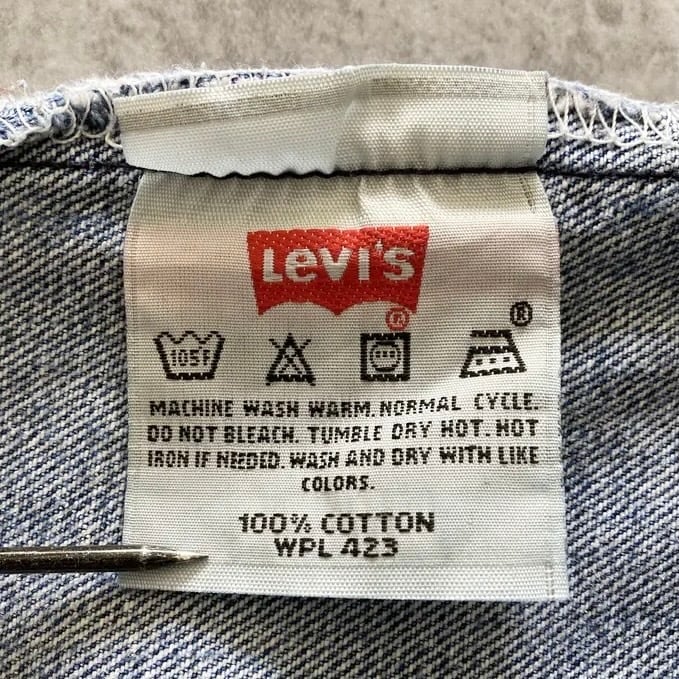 Levi's
®
®
105F
MACHINE WASH WARM. NORMAL CYCLE.
DO NOT BLEACH. TUMBLE DRY HOT. HOT
IRON IF NEEDED. WASH AND DRY WITH LIKE
COLORS.
100% COTTON
WPL 423